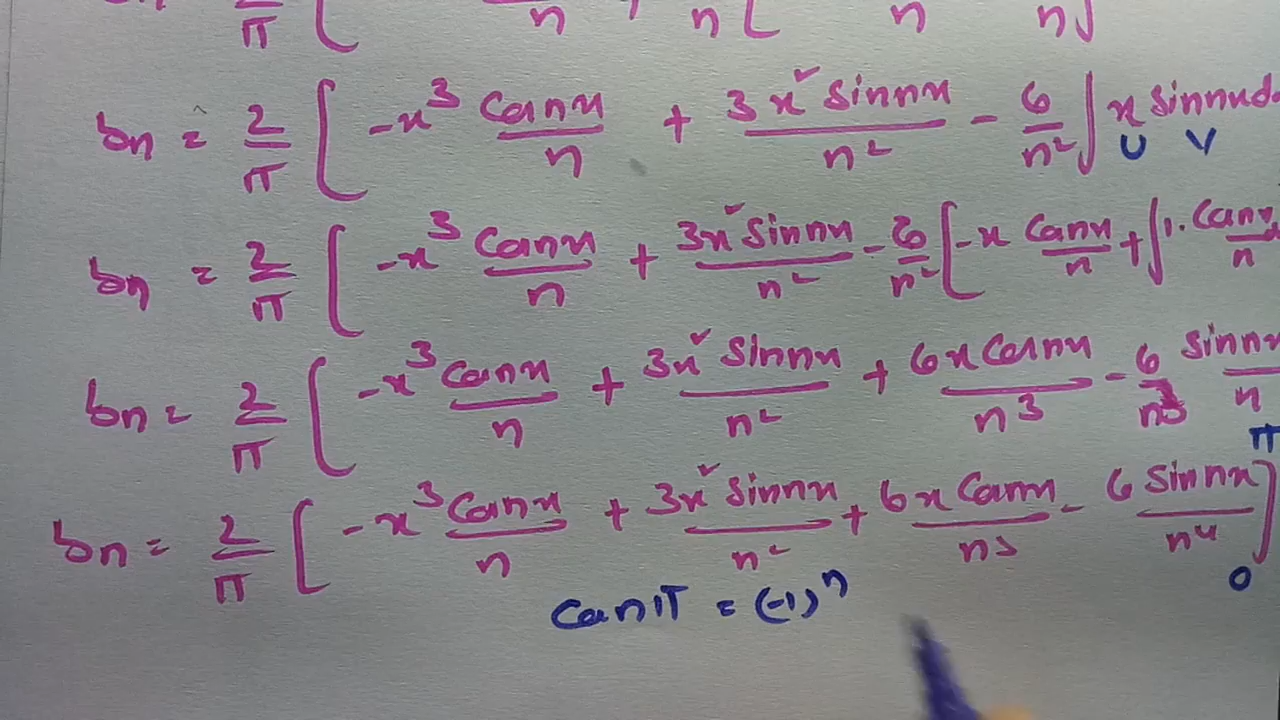 n n n n
π
bn = 2/π [ -x³ cosnx/n + 3x² sinnx/n² - 6/n² ∫ x sinnx dx
U V
bn = 2/π [ -x³ cosnx/n + 3x² sinnx/n² - 6/n² [ -x cosnx/n + ∫ 1. cosnx/n
bn = 2/π [ -x³ cosnx/n + 3x² sinnx/n² + 6x cosnx/n³ - 6/n³ sinnx/n
bn = 2/π [ -x³ cosnx/n + 3x² sinnx/n² + 6x cosnx/n³ - 6 sinnx/n⁴ ]₀^π
cosnπ = (-1)ⁿ